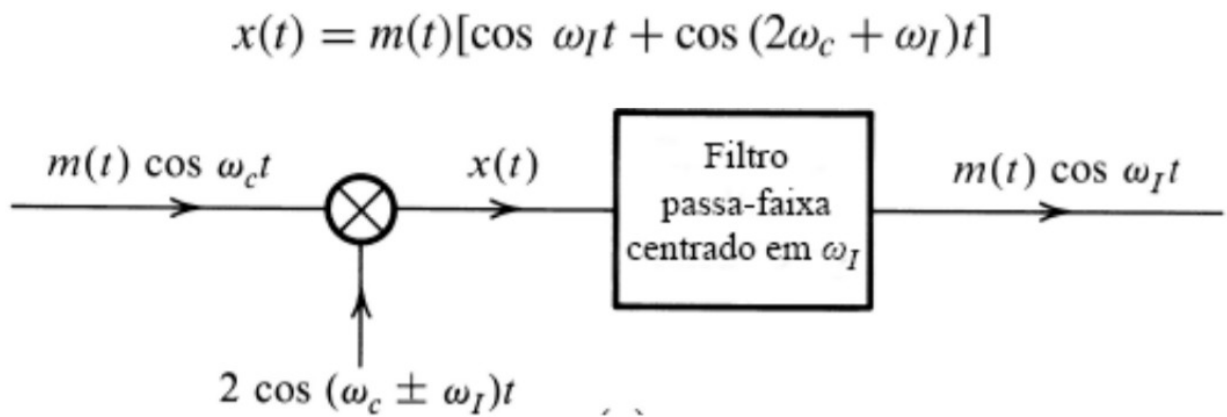 x(t) = m(t)[cos ω_I t + cos (2ω_c + ω_I)t]
m(t) cos ω_c t
x(t)
Filtro
passa-faixa
centrado em ω_I
m(t) cos ω_I t
2 cos (ω_c ± ω_I)t